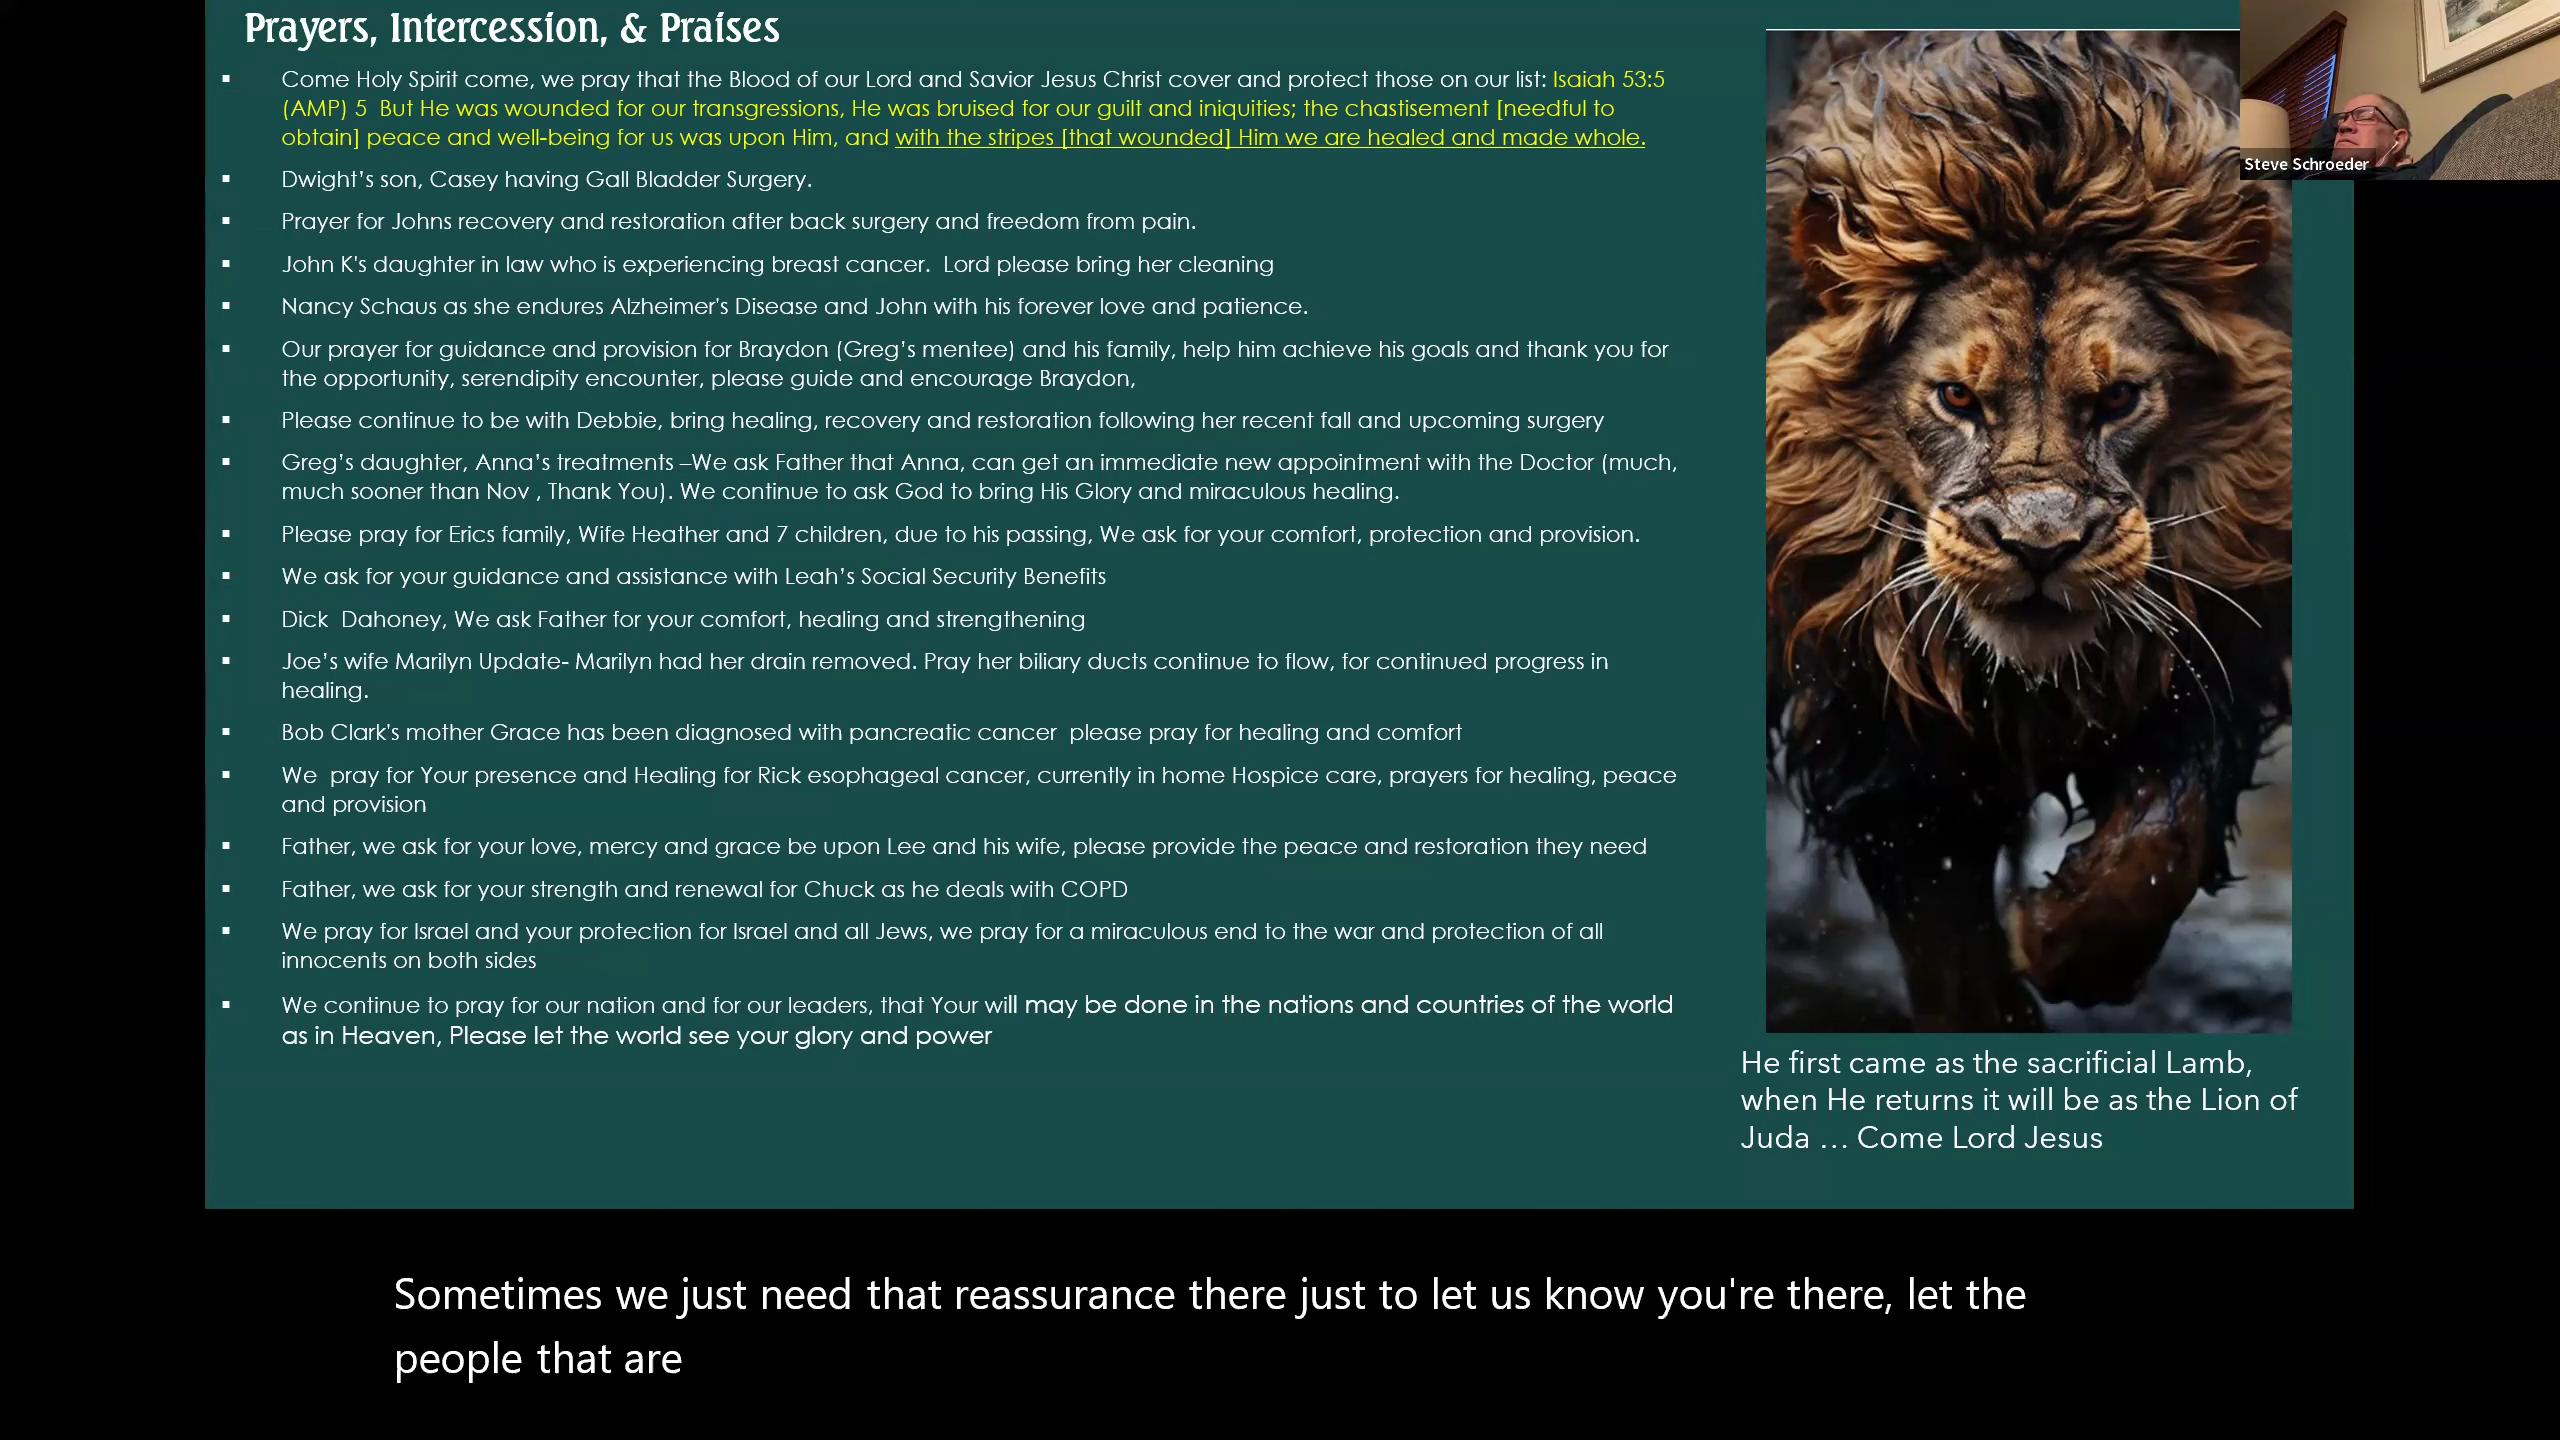 Prayers, Intercession, & Praises
▪ Come Holy Spirit come, we pray that the Blood of our Lord and Savior Jesus Christ cover and protect those on our list: Isaiah 53:5
(AMP) 5  But He was wounded for our transgressions, He was bruised for our guilt and iniquities; the chastisement [needful to
obtain] peace and well-being for us was upon Him, and with the stripes [that wounded] Him we are healed and made whole.
▪ Dwight’s son, Casey having Gall Bladder Surgery.
▪ Prayer for Johns recovery and restoration after back surgery and freedom from pain.
▪ John K's daughter in law who is experiencing breast cancer.  Lord please bring her cleaning
▪ Nancy Schaus as she endures Alzheimer's Disease and John with his forever love and patience.
▪ Our prayer for guidance and provision for Braydon (Greg’s mentee) and his family, help him achieve his goals and thank you for
the opportunity, serendipity encounter, please guide and encourage Braydon,
▪ Please continue to be with Debbie, bring healing, recovery and restoration following her recent fall and upcoming surgery
▪ Greg’s daughter, Anna’s treatments –We ask Father that Anna, can get an immediate new appointment with the Doctor (much,
much sooner than Nov , Thank You). We continue to ask God to bring His Glory and miraculous healing.
▪ Please pray for Erics family, Wife Heather and 7 children, due to his passing, We ask for your comfort, protection and provision.
▪ We ask for your guidance and assistance with Leah’s Social Security Benefits
▪ Dick  Dahoney, We ask Father for your comfort, healing and strengthening
▪ Joe’s wife Marilyn Update- Marilyn had her drain removed. Pray her biliary ducts continue to flow, for continued progress in
healing.
▪ Bob Clark's mother Grace has been diagnosed with pancreatic cancer  please pray for healing and comfort
▪ We  pray for Your presence and Healing for Rick esophageal cancer, currently in home Hospice care, prayers for healing, peace
and provision
▪ Father, we ask for your love, mercy and grace be upon Lee and his wife, please provide the peace and restoration they need
▪ Father, we ask for your strength and renewal for Chuck as he deals with COPD
▪ We pray for Israel and your protection for Israel and all Jews, we pray for a miraculous end to the war and protection of all
innocents on both sides
▪ We continue to pray for our nation and for our leaders, that Your will may be done in the nations and countries of the world
as in Heaven, Please let the world see your glory and power
Steve Schroeder
He first came as the sacrificial Lamb,
when He returns it will be as the Lion of
Juda … Come Lord Jesus
Sometimes we just need that reassurance there just to let us know you're there, let the
people that are